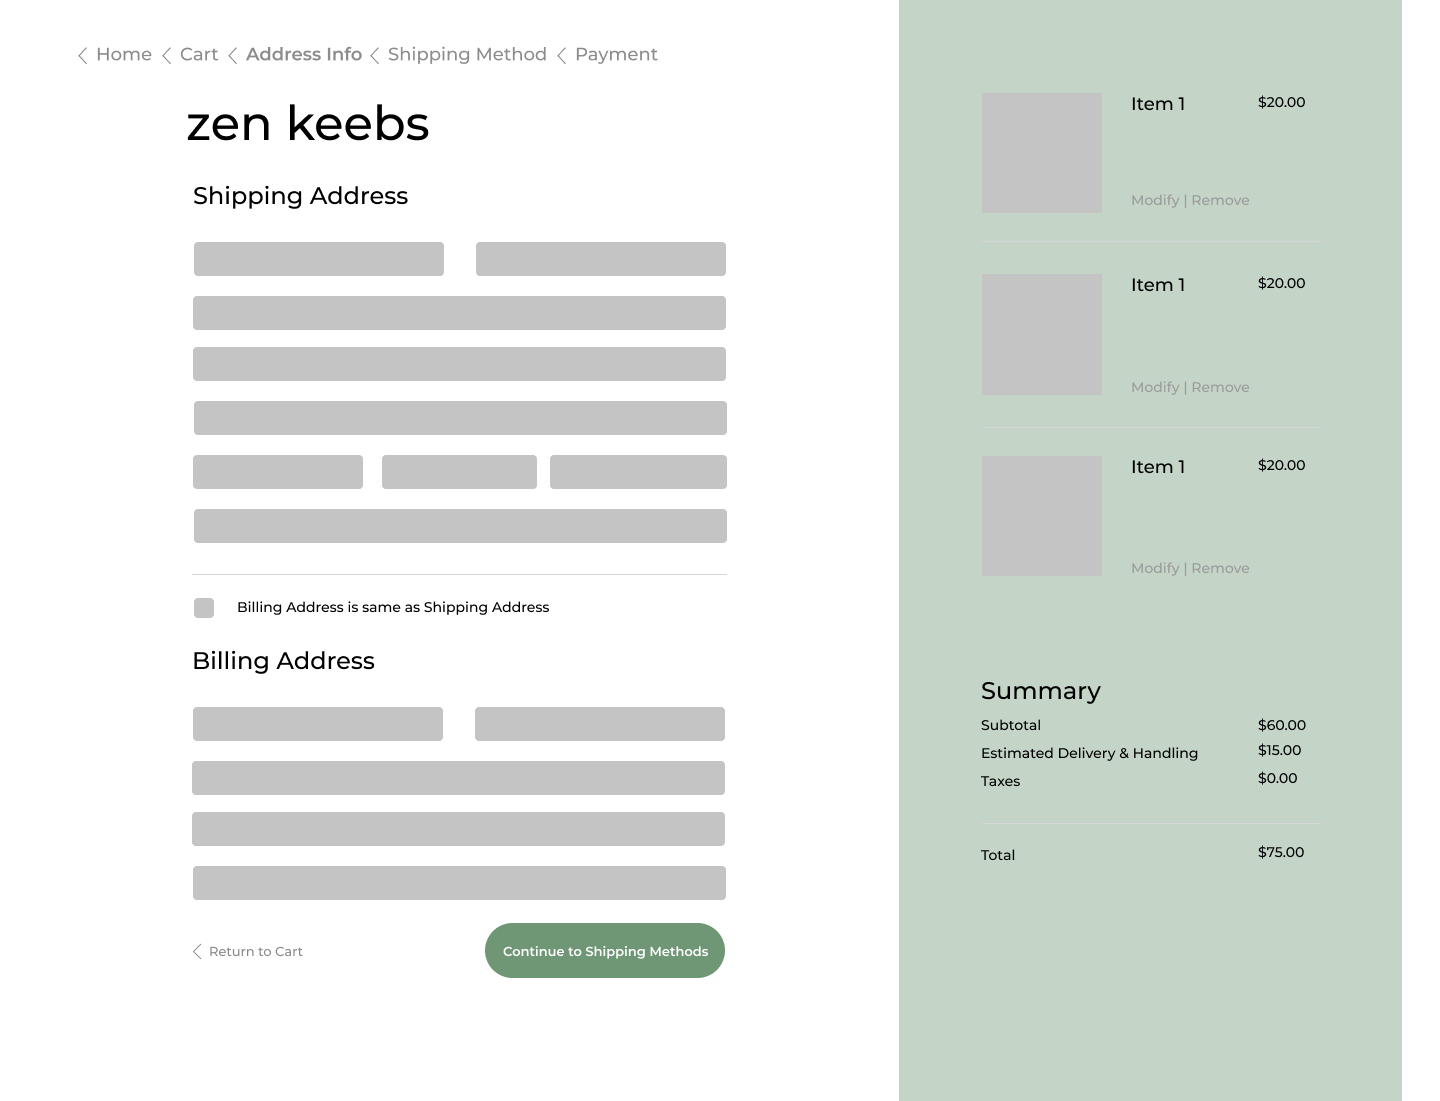 Home Cart Address Info Shipping Method Payment
zen keebs
Shipping Address
Billing Address is same as Shipping Address
Billing Address
Return to Cart
Continue to Shipping Methods
Item 1 $20.00
Modify | Remove
Item 1 $20.00
Modify | Remove
Item 1 $20.00
Modify | Remove
Summary
Subtotal $60.00
Estimated Delivery & Handling $15.00
Taxes $0.00
Total $75.00